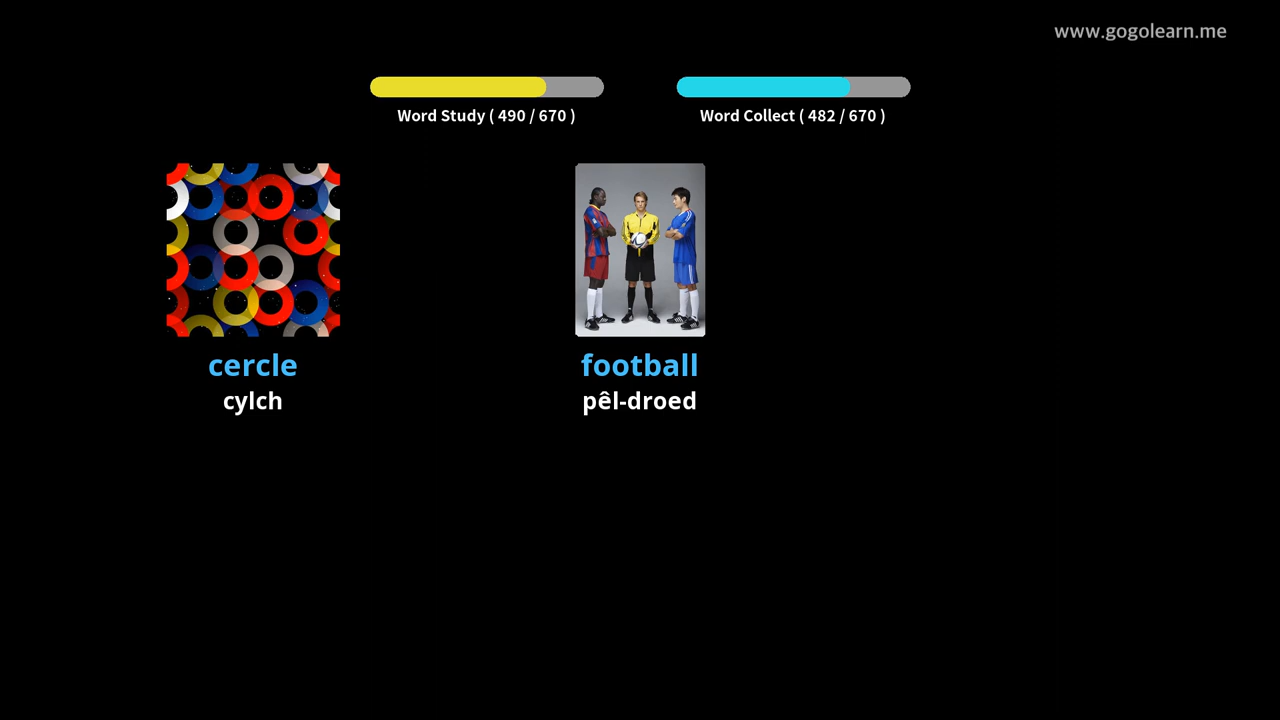 www.gogolearn.me
Word Study ( 490 / 670 )
Word Collect ( 482 / 670 )
cercle
football
cylch
pêl-droed